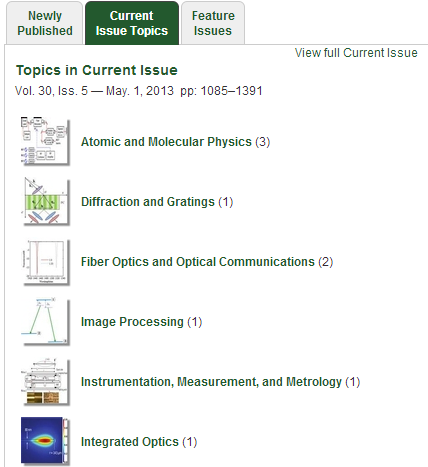 Newly Published
Current Issue Topics
Feature Issues
View full Current Issue
Topics in Current Issue
Vol. 30, Iss. 5 — May. 1, 2013 pp: 1085–1391
Atomic and Molecular Physics (3)
Diffraction and Gratings (1)
Fiber Optics and Optical Communications (2)
Image Processing (1)
Instrumentation, Measurement, and Metrology (1)
Integrated Optics (1)